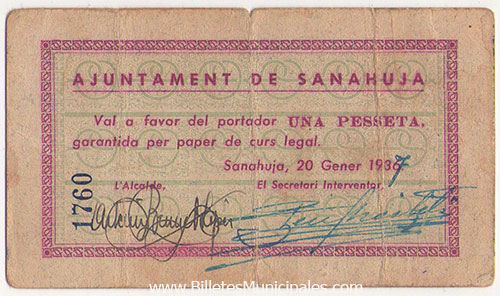 AJUNTAMENT DE SANAHUJA
Val a favor del portador UNA PESSETA,
garantida per paper de curs legal.
Sanahuja, 20 Gener 1937
L'Alcalde,
El Secretari Interventor,
1760
www.BilletesMunicipales.com